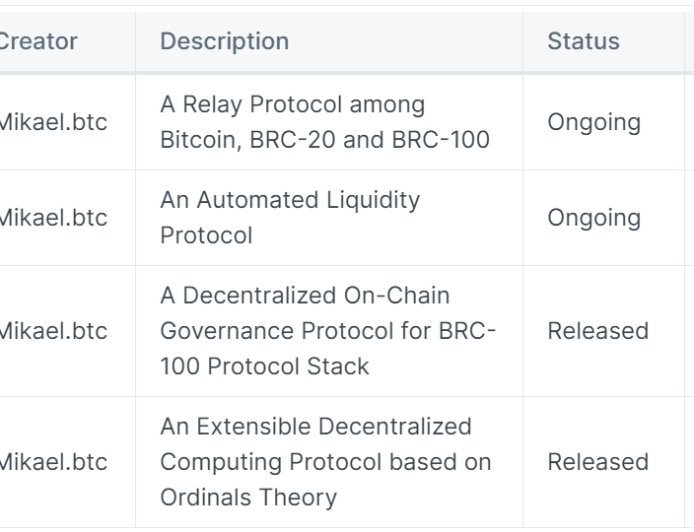 Creator Description Status
Mikael.btc A Relay Protocol among
Bitcoin, BRC-20 and BRC-100 Ongoing
Mikael.btc An Automated Liquidity
Protocol Ongoing
Mikael.btc A Decentralized On-Chain
Governance Protocol for BRC-
100 Protocol Stack Released
Mikael.btc An Extensible Decentralized
Computing Protocol based on
Ordinals Theory Released